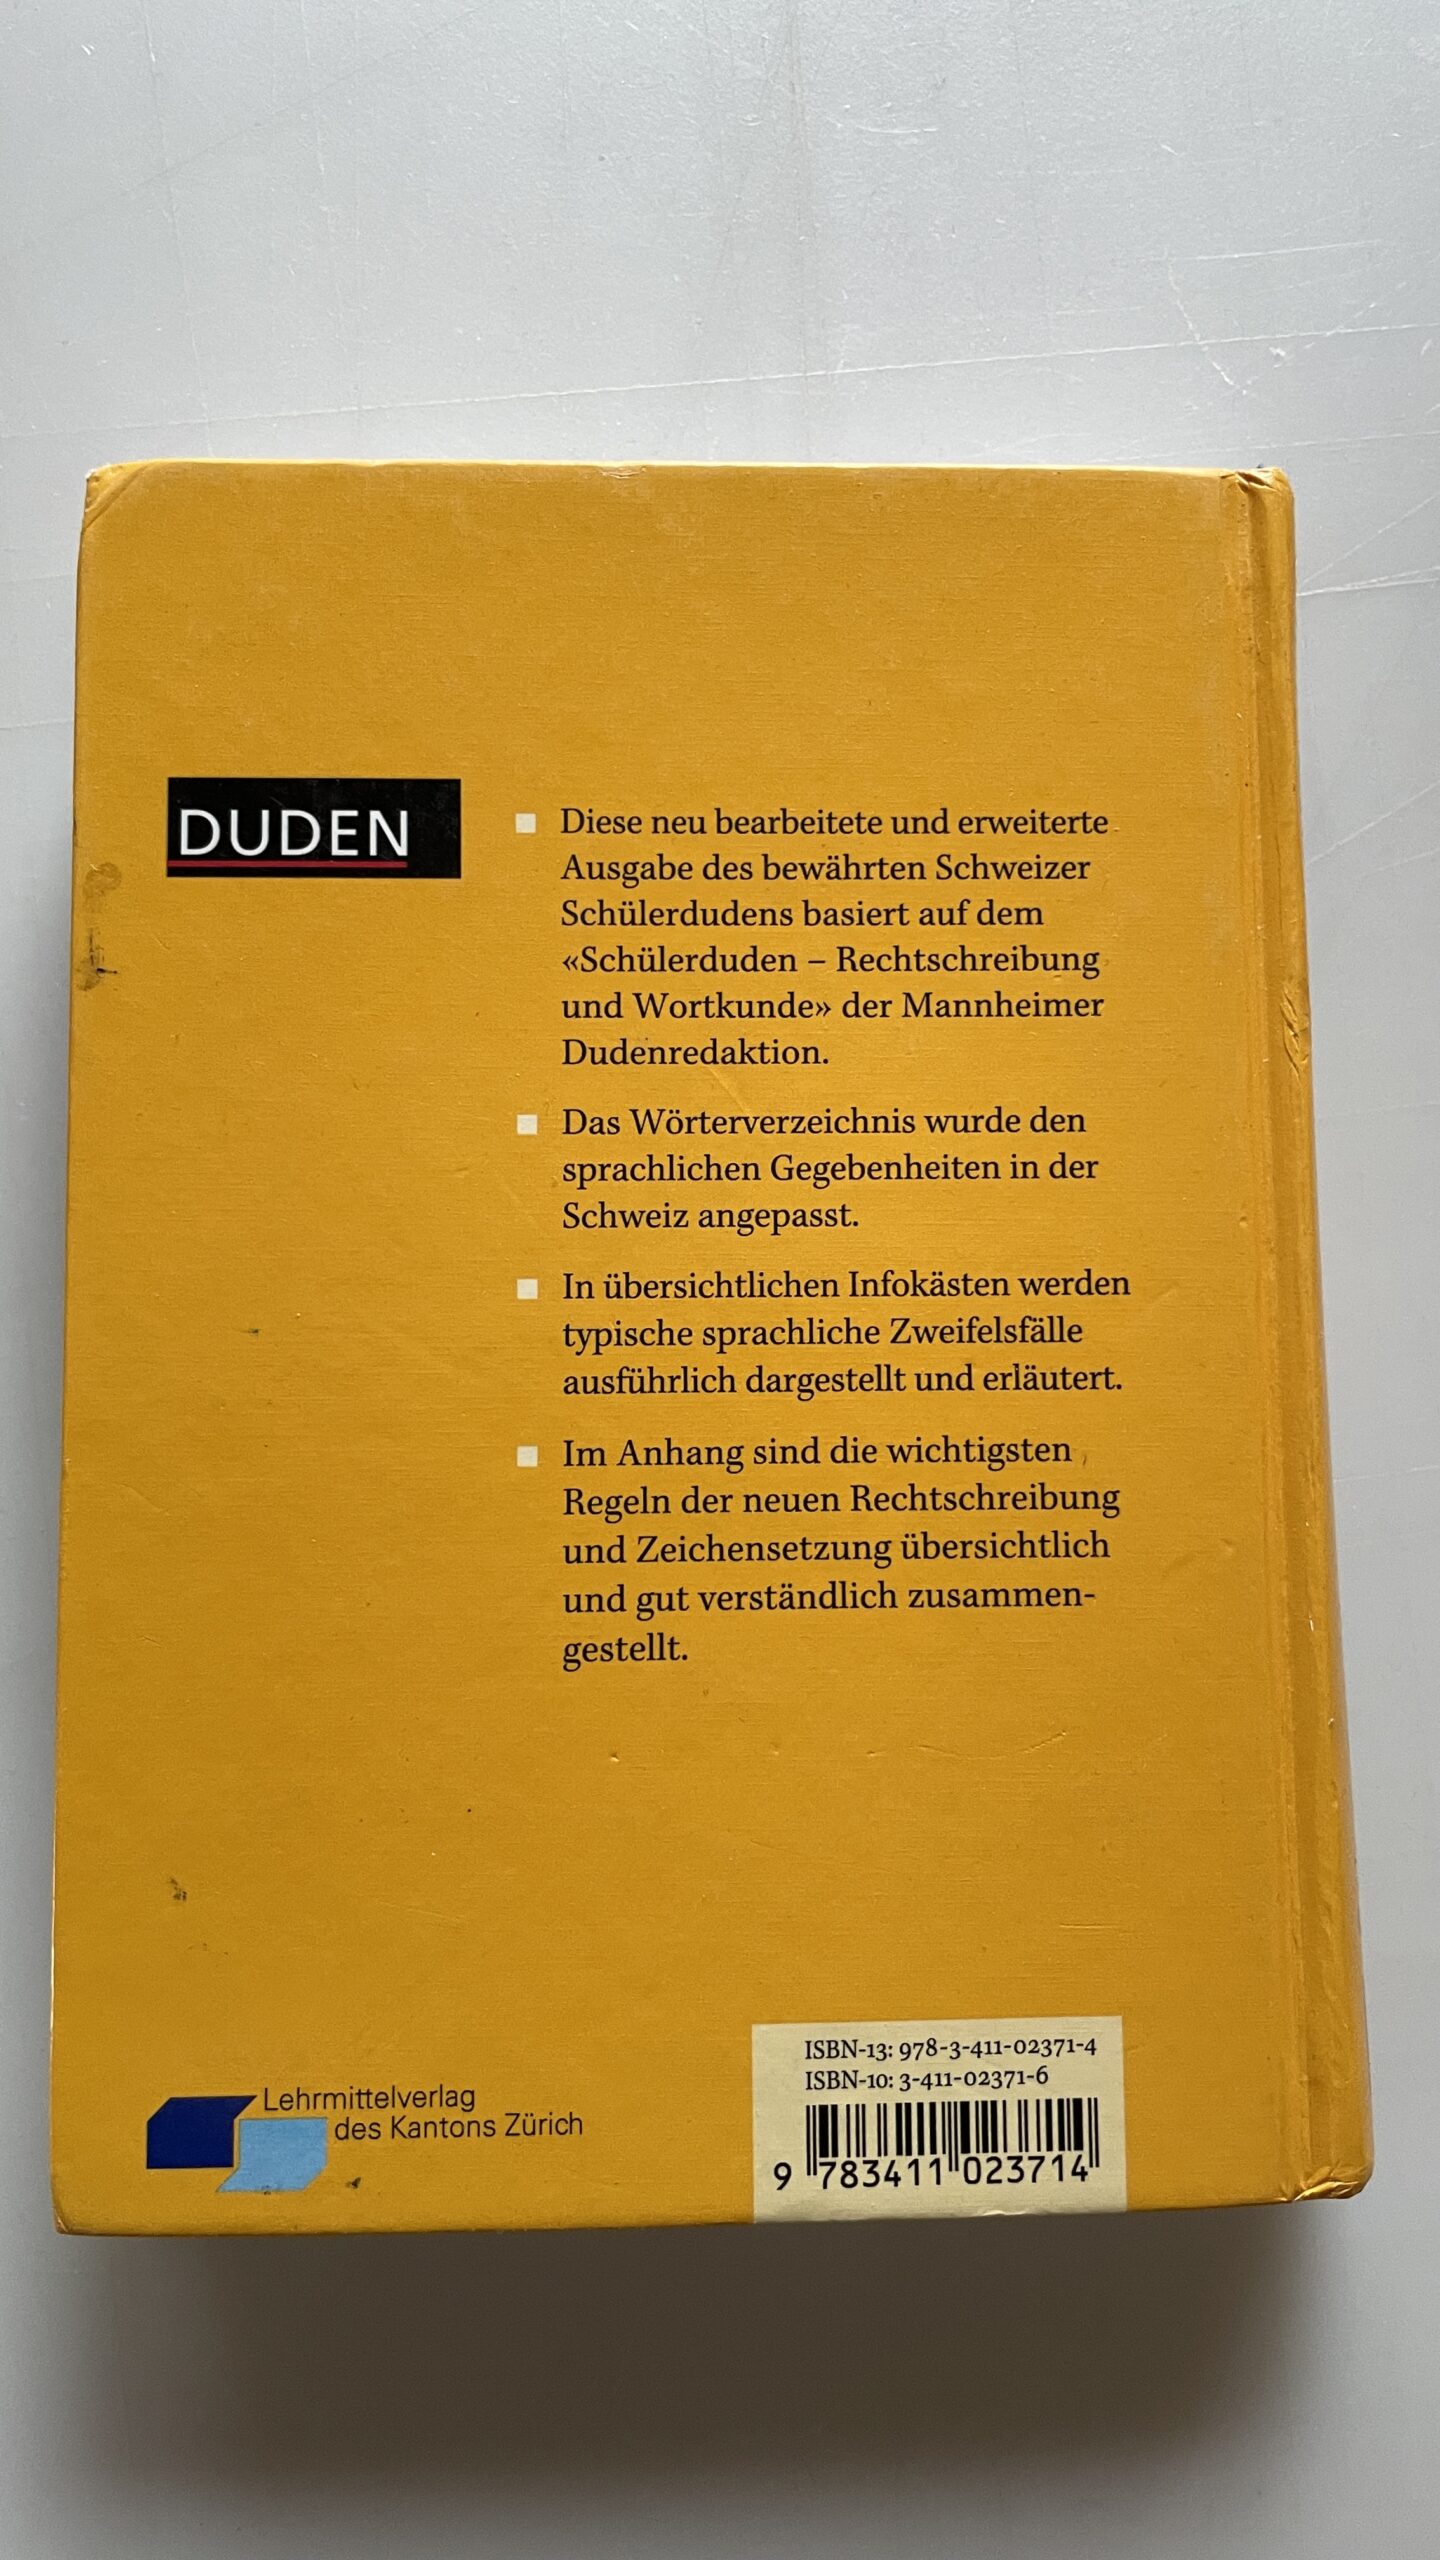 DUDEN
Diese neu bearbeitete und erweiterte
Ausgabe des bewährten Schweizer
Schülerdudens basiert auf dem
«Schülerduden – Rechtschreibung
und Wortkunde» der Mannheimer
Dudenredaktion.
Das Wörterverzeichnis wurde den
sprachlichen Gegebenheiten in der
Schweiz angepasst.
In übersichtlichen Infokästen werden
typische sprachliche Zweifelsfälle
ausführlich dargestellt und erläutert.
Im Anhang sind die wichtigsten
Regeln der neuen Rechtschreibung
und Zeichensetzung übersichtlich
und gut verständlich zusammen-
gestellt.
Lehrmittelverlag
des Kantons Zürich
ISBN-13: 978-3-411-02371-4
ISBN-10: 3-411-02371-6
9 783411 023714